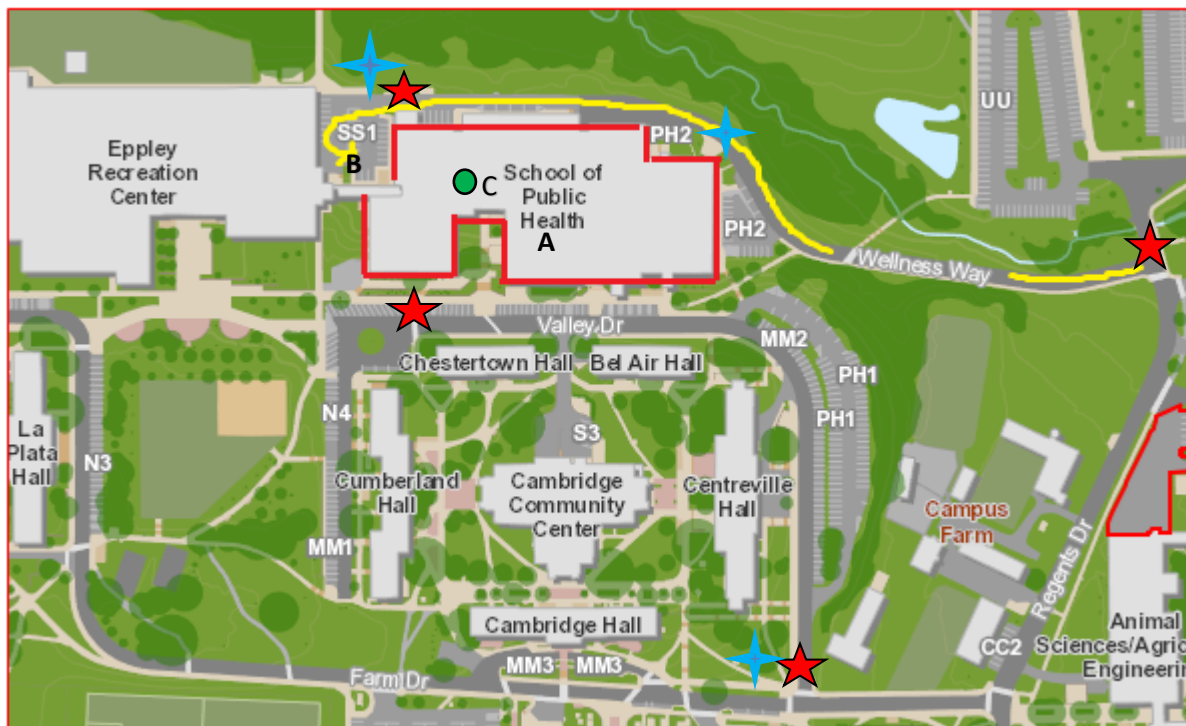 UU
SS1
PH2
B
Eppley
Recreation
Center
C
School of
Public
Health
A
PH2
Wellness Way
Valley Dr
MM2
Chestertown Hall
Bel Air Hall
PH1
PH1
N4
S3
La
Plata
Hall
N3
Cumberland
Hall
Cambridge
Community
Center
Centreville
Hall
Campus
Farm
MM1
Regents Dr
Cambridge Hall
Animal
Sciences/Agric
Engineerin
CC2
MM3
MM3
Farm Dr